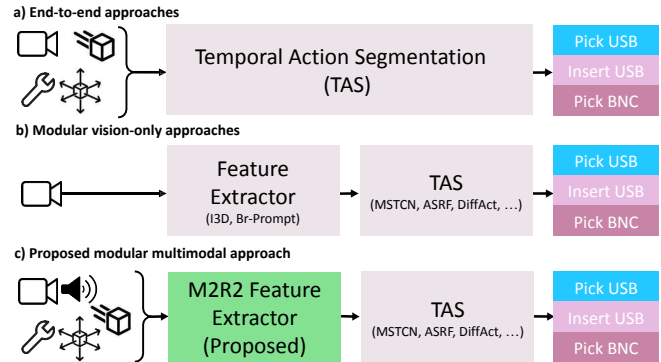 a) End-to-end approaches
Temporal Action Segmentation
(TAS)
Pick USB
Insert USB
Pick BNC
b) Modular vision-only approaches
Feature
Extractor
(I3D, Br-Prompt)
TAS
(MSTCN, ASRF, DiffAct, ...)
Pick USB
Insert USB
Pick BNC
c) Proposed modular multimodal approach
M2R2 Feature
Extractor
(Proposed)
TAS
(MSTCN, ASRF, DiffAct, ...)
Pick USB
Insert USB
Pick BNC